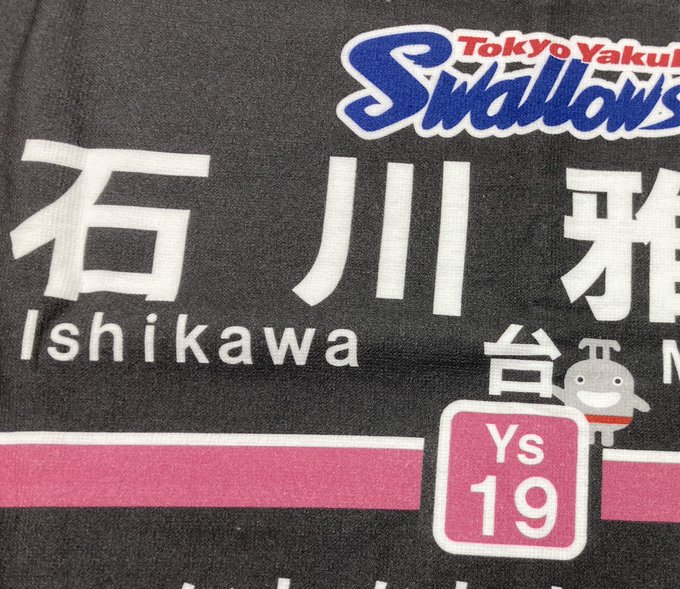 Tokyo Yakul
Swallows
石川雅
Ishikawa
台
Ys
19